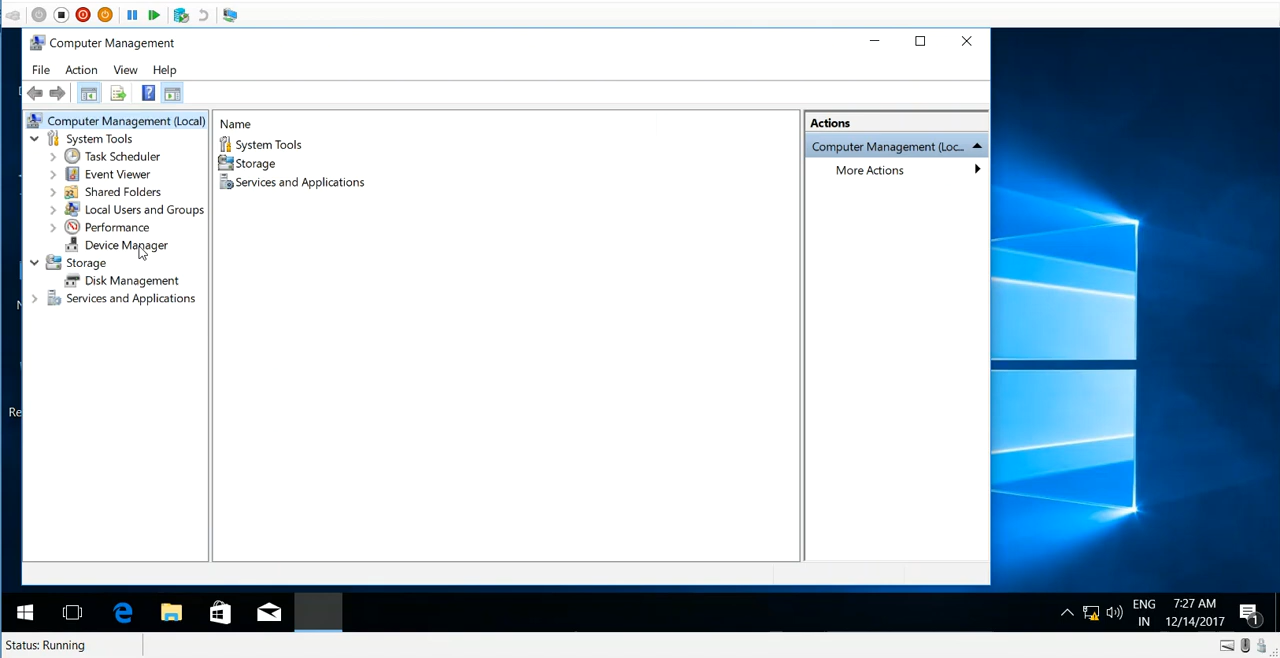 Computer Management
File Action View Help
Computer Management (Local)
System Tools
Task Scheduler
Event Viewer
Shared Folders
Local Users and Groups
Performance
Device Manager
Storage
Disk Management
Services and Applications
Name
System Tools
Storage
Services and Applications
Actions
Computer Management (Loc...
More Actions
Re
ENG
IN
7:27 AM
12/14/2017
1
Status: Running